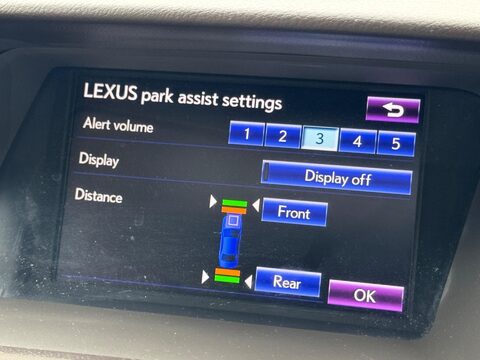 LEXUS park assist settings
Alert volume 1 2 3 4 5
Display Display off
Distance Front
Rear
OK